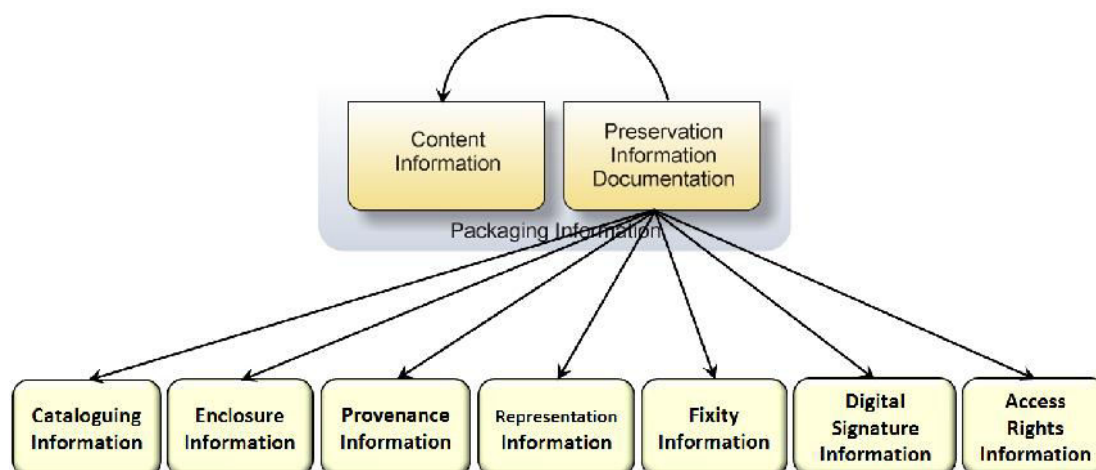 Content
Information
Preservation
Information
Documentation
Packaging Information
Cataloguing
Information
Enclosure
Information
Provenance
Information
Representation
Information
Fixity
Information
Digital
Signature
Information
Access
Rights
Information